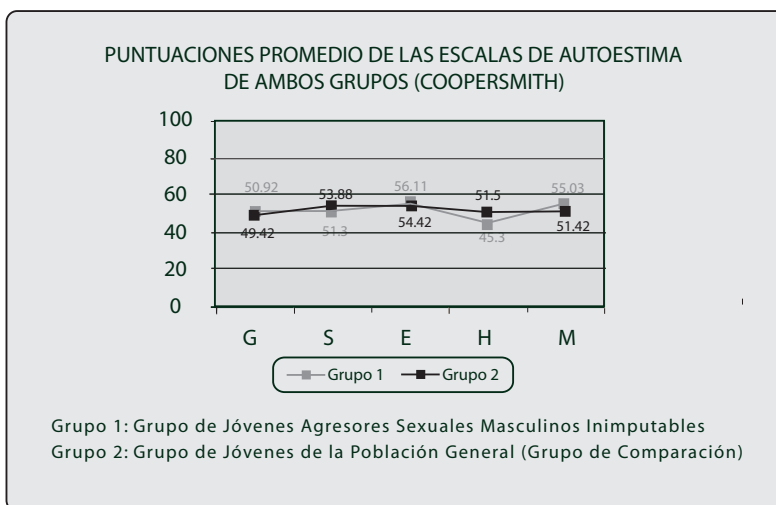 PUNTUACIONES PROMEDIO DE LAS ESCALAS DE AUTOESTIMA
DE AMBOS GRUPOS (COOPERSMITH)
100
80
60
40
20
0
50.92
53.88
56.11
51.5
55.03
49.42
51.3
54.42
45.3
51.42
G S E H M
Grupo 1 Grupo 2
Grupo 1: Grupo de Jóvenes Agresores Sexuales Masculinos Inimputables
Grupo 2: Grupo de Jóvenes de la Población General (Grupo de Comparación)